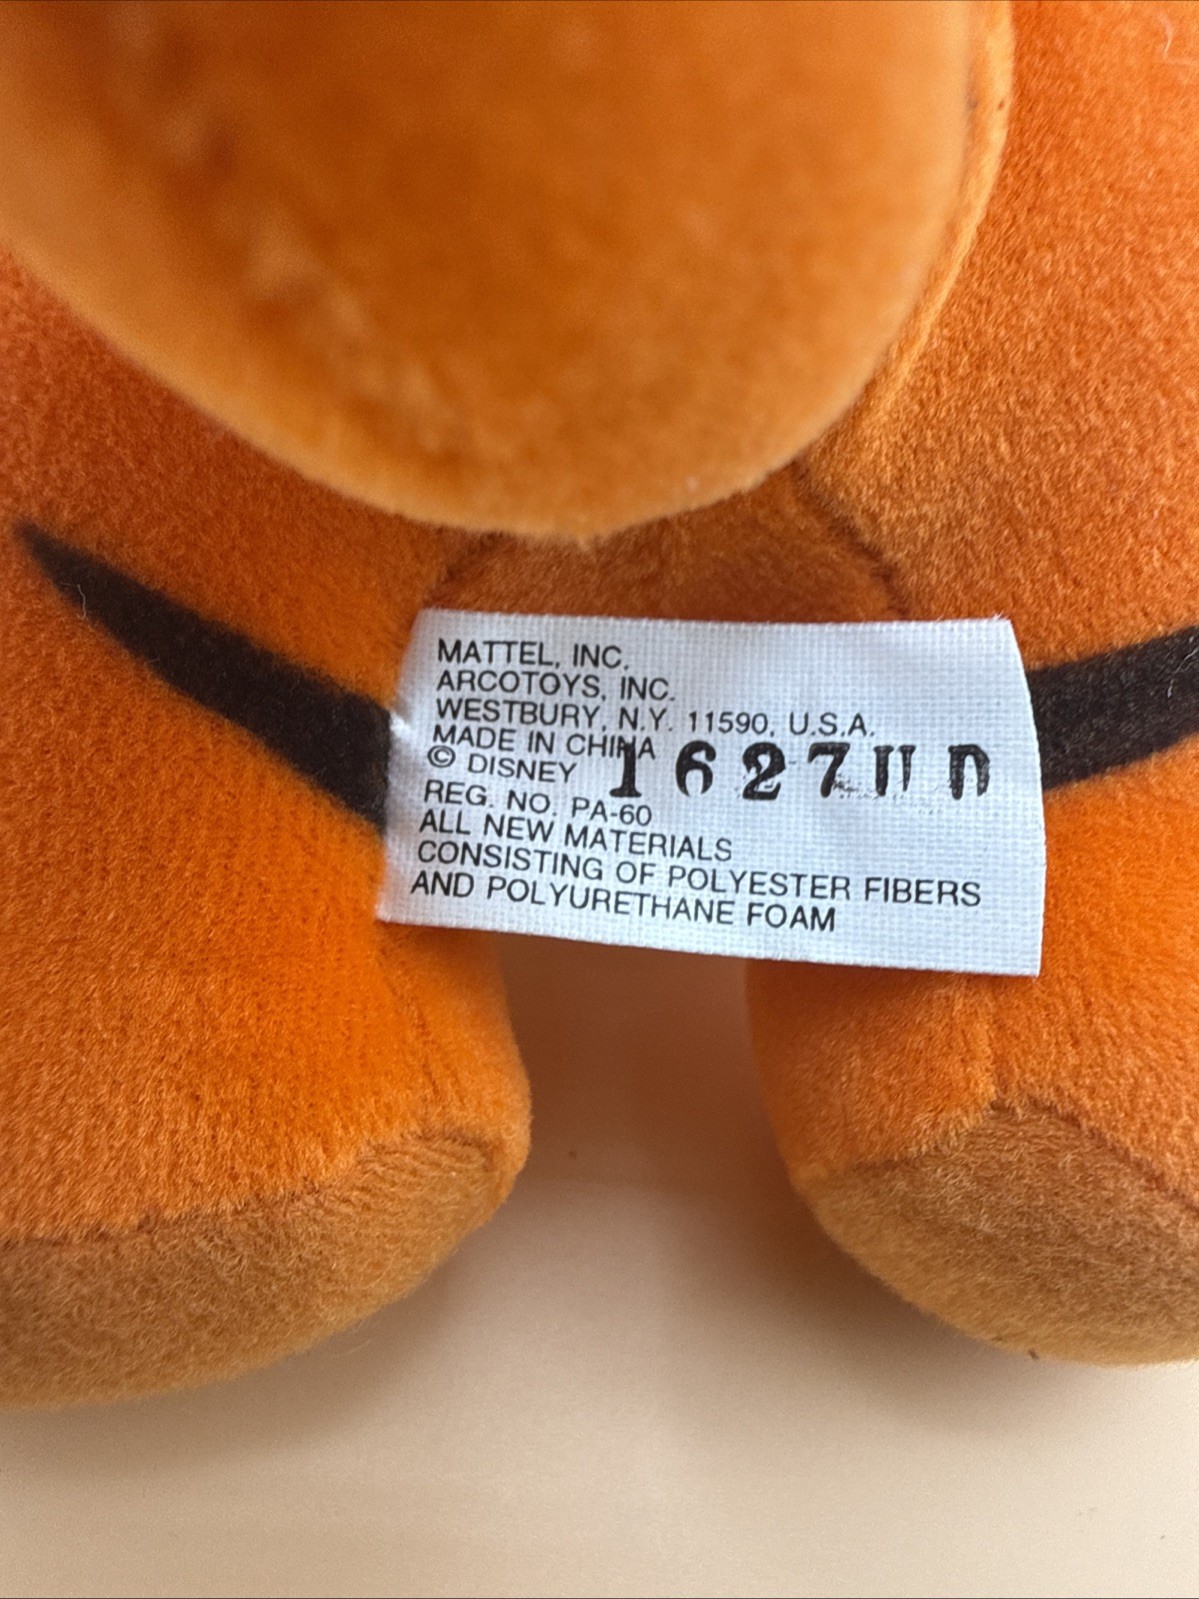 MATTEL, INC.
ARCOTOYS, INC.
WESTBURY, N.Y. 11590, U.S.A.
MADE IN CHINA
© DISNEY
1627
REG. NO. PA-60
ALL NEW MATERIALS
CONSISTING OF POLYESTER FIBERS
AND POLYURETHANE FOAM